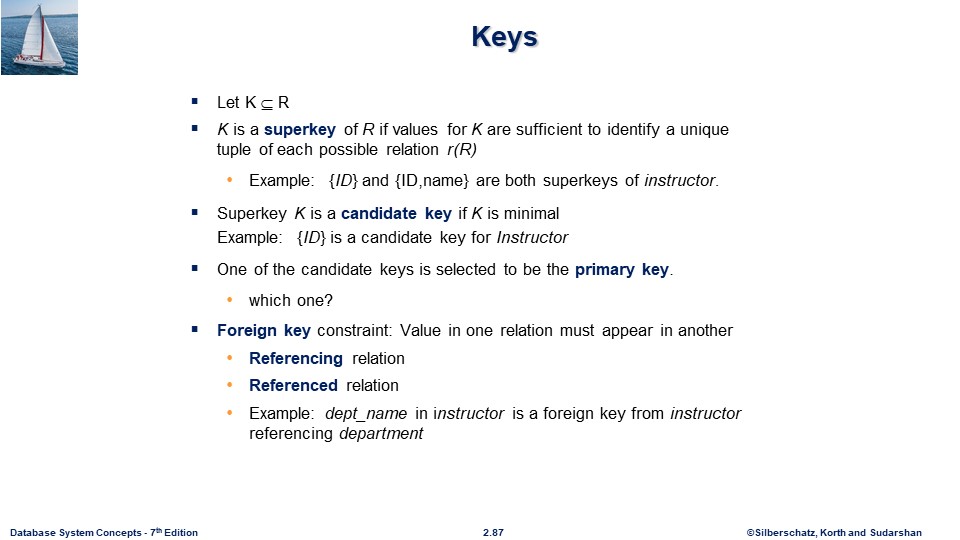 Keys
▪ Let K ⊆ R
▪ K is a superkey of R if values for K are sufficient to identify a unique
tuple of each possible relation r(R)
• Example: {ID} and {ID,name} are both superkeys of instructor.
▪ Superkey K is a candidate key if K is minimal
Example: {ID} is a candidate key for Instructor
▪ One of the candidate keys is selected to be the primary key.
• which one?
▪ Foreign key constraint: Value in one relation must appear in another
• Referencing relation
• Referenced relation
• Example: dept_name in instructor is a foreign key from instructor
referencing department
Database System Concepts - 7th Edition 2.87 ©Silberschatz, Korth and Sudarshan